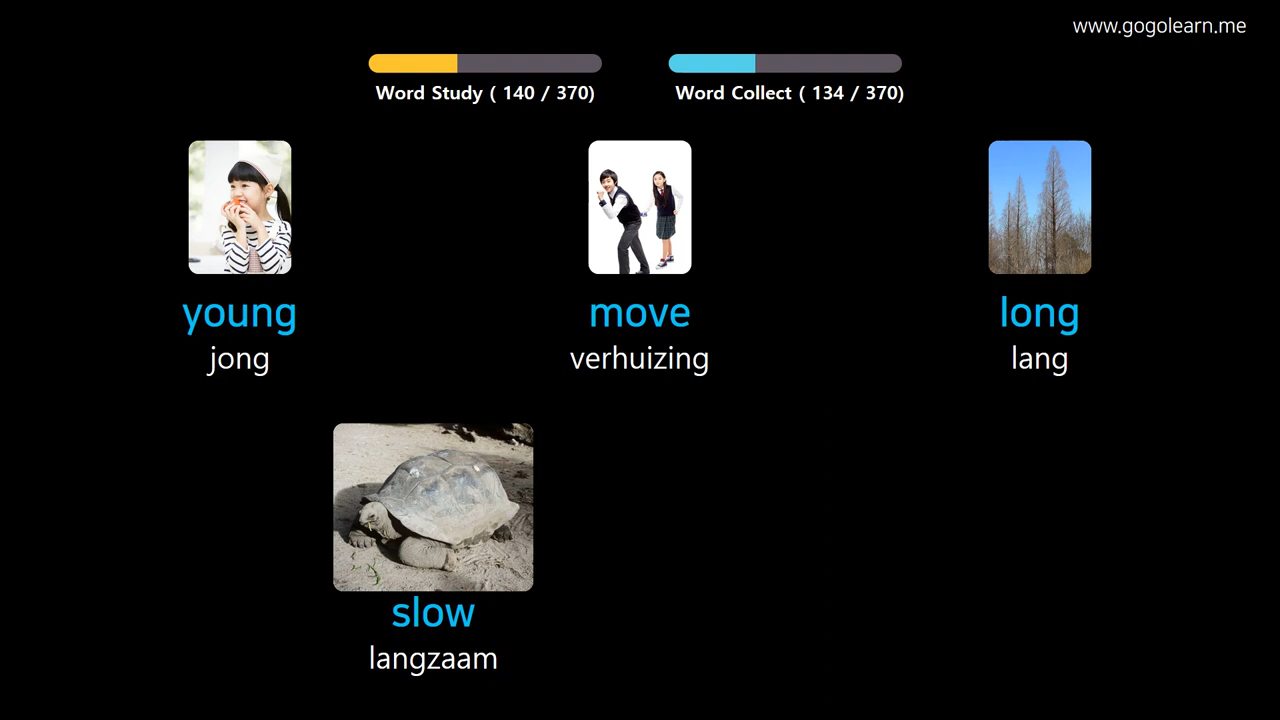 www.gogolearn.me
Word Study ( 140 / 370)
Word Collect ( 134 / 370)
young
jong
move
verhuizing
long
lang
slow
langzaam